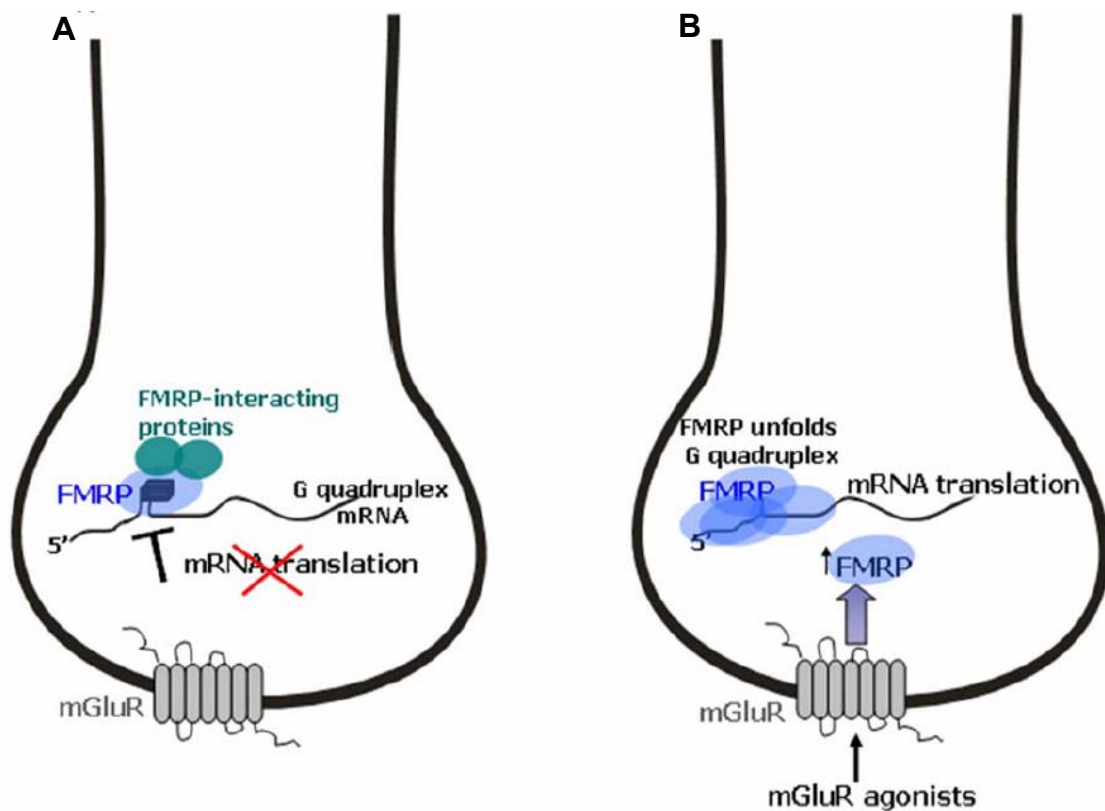 A
FMRP-interacting
proteins
FMRP
G quadruplex
mRNA
5'
mRNA translation
mGluR
B
FMRP unfolds
G quadruplex
FMRP
mRNA translation
5'
FMRP
mGluR
mGluR agonists